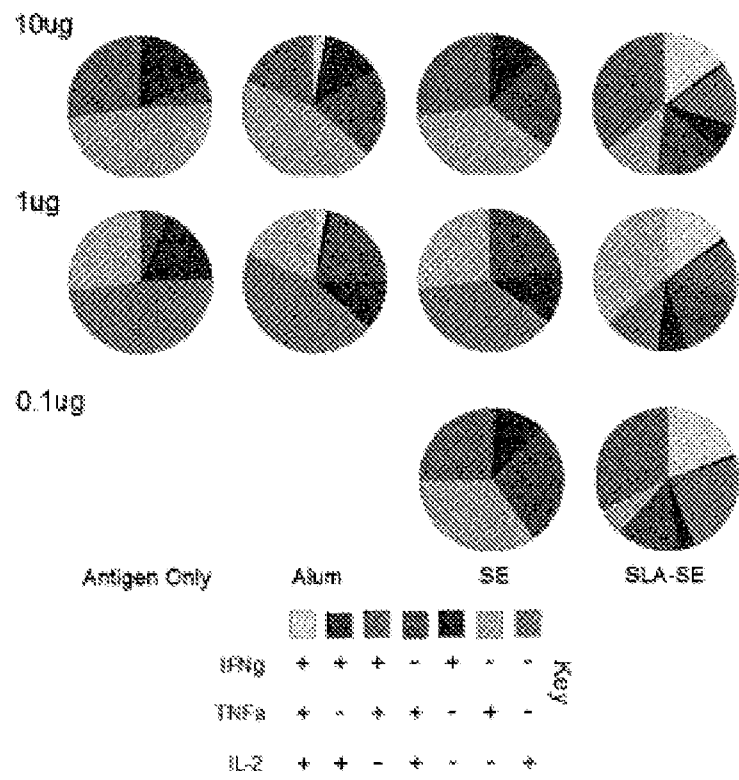 10ug
1ug
0.1ug
Antigen Only Alum SE SLA-SE
IFNg + + + - + - -
TNFa + - + + - + -
IL-2 + + - + - - +
Key